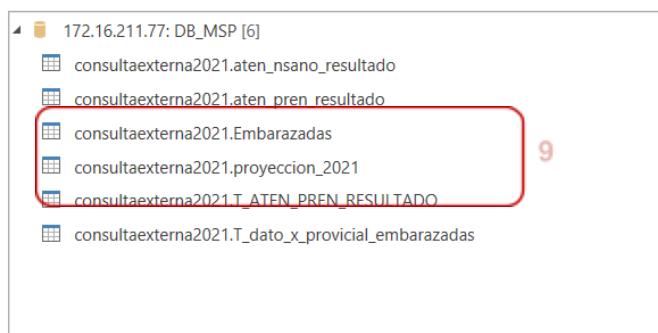 172.16.211.77: DB_MSP [6]
consultaexterna2021.aten_nsano_resultado
consultaexterna2021.aten_pren_resultado
consultaexterna2021.Embarazadas
consultaexterna2021.proyeccion_2021
9
consultaexterna2021.T_ATEN_PREN_RESULTADO
consultaexterna2021.T_dato_x_provicial_embarazadas